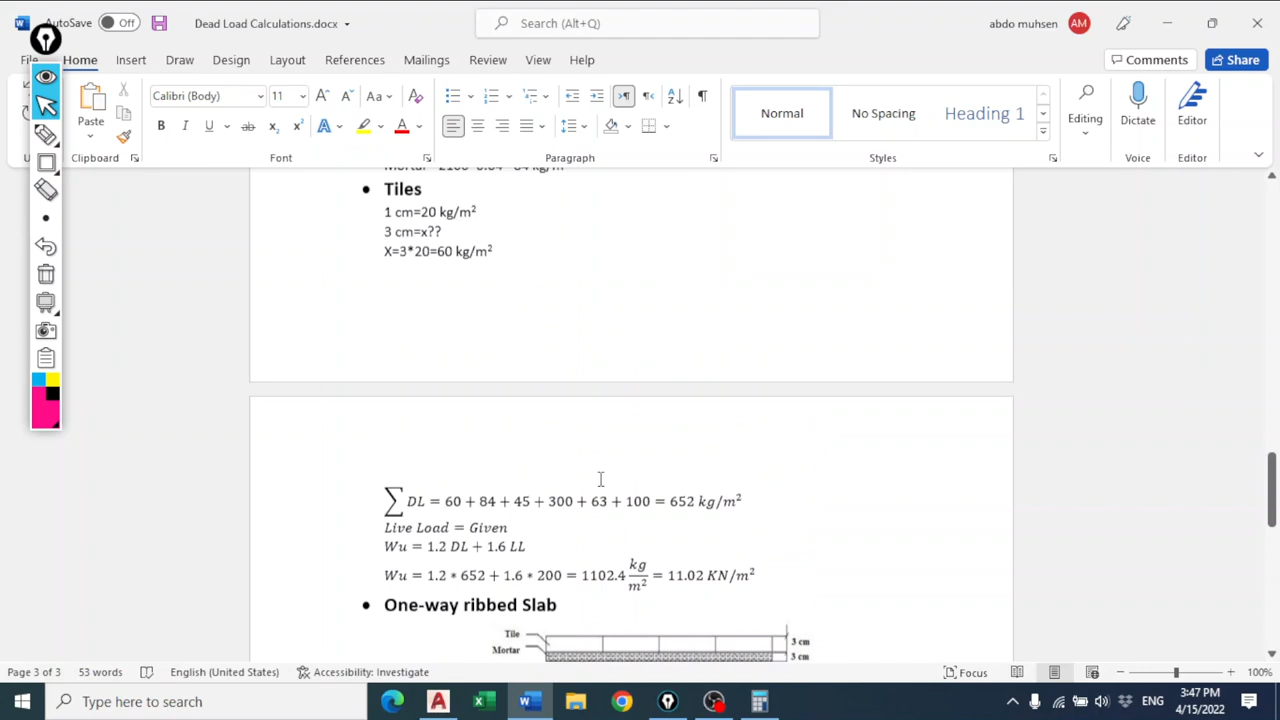 AutoSave Off
Dead Load Calculations.docx
Search (Alt+Q)
abdo muhsen
AM
File Home Insert Draw Design Layout References Mailings Review View Help
Comments Share
Paste
Calibri (Body) 11
Normal
No Spacing
Heading 1
Editing Dictate Editor
Clipboard Font Paragraph Styles Voice Editor
Tiles
1 cm=20 kg/m²
3 cm=x??
X=3*20=60 kg/m²
∑ DL = 60 + 84 + 45 + 300 + 63 + 100 = 652 kg/m²
Live Load = Given
Wu = 1.2 DL + 1.6 LL
Wu = 1.2 * 652 + 1.6 * 200 = 1102.4 kg/m² = 11.02 KN/m²
One-way ribbed Slab
Tile 3 cm
Mortar 3 cm
Page 3 of 3 53 words English (United States) Accessibility: Investigate Focus 100%
Type here to search
ENG
3:47 PM
4/15/2022